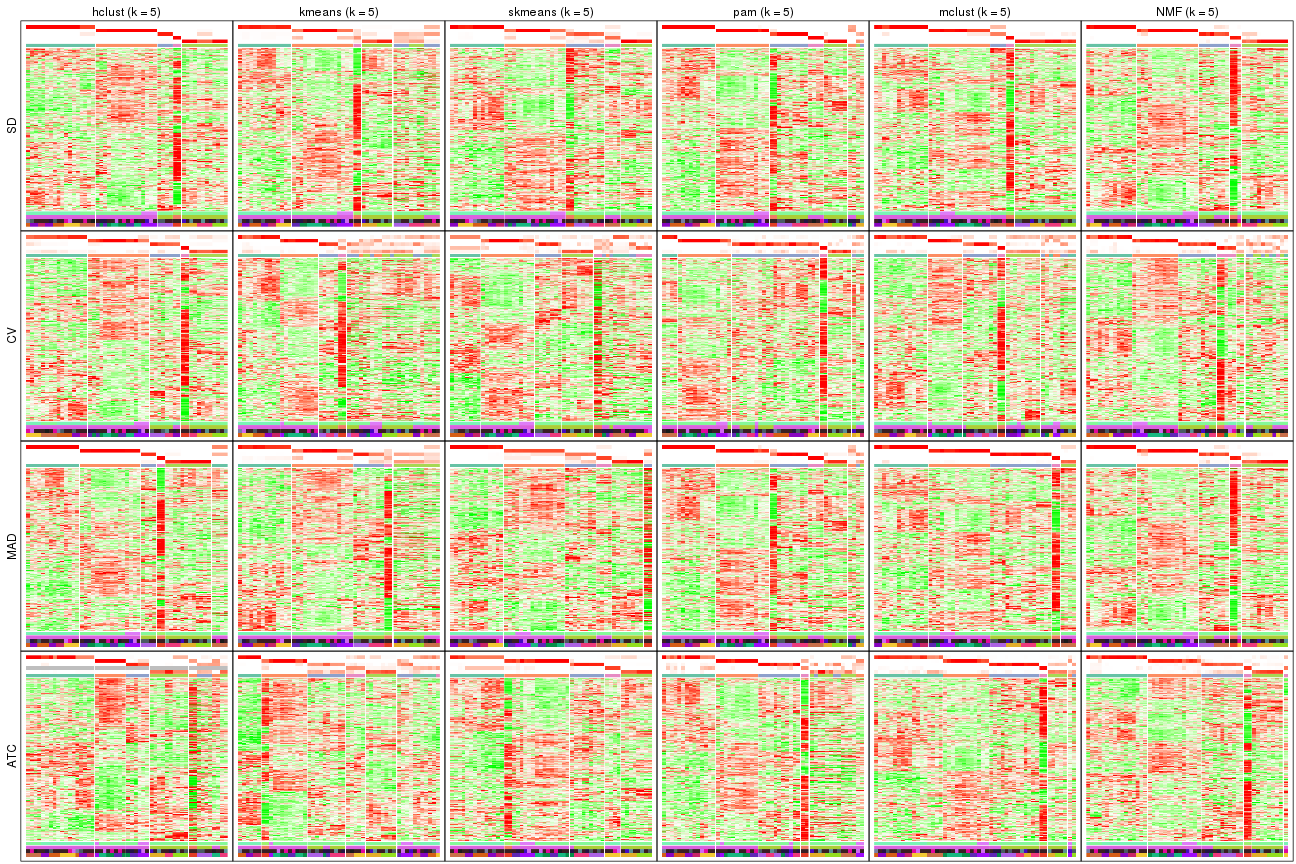 hclust (k = 5) kmeans (k = 5) skmeans (k = 5) pam (k = 5) mclust (k = 5) NMF (k = 5)
SD
CV
MAD
ATC